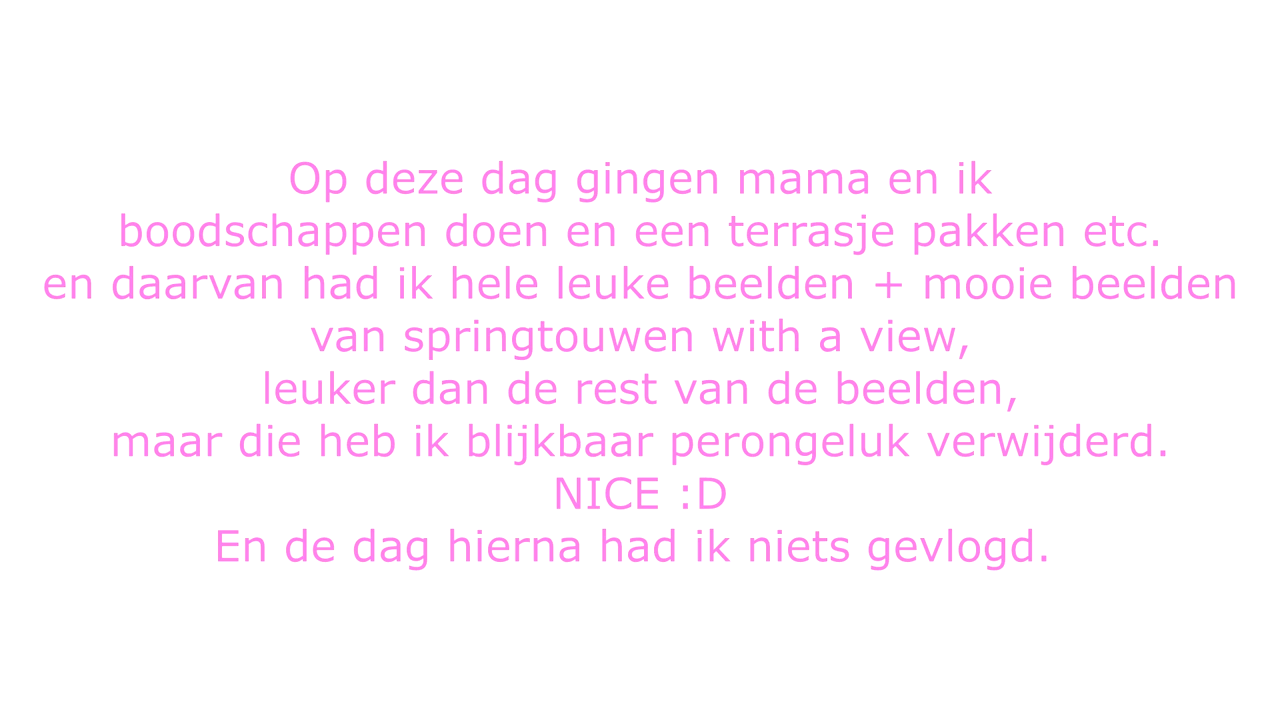 Op deze dag gingen mama en ik
boodschappen doen en een terrasje pakken etc.
en daarvan had ik hele leuke beelden + mooie beelden
van springtouwen with a view,
leuker dan de rest van de beelden,
maar die heb ik blijkbaar perongeluk verwijderd.
NICE :D
En de dag hierna had ik niets gevlogd.